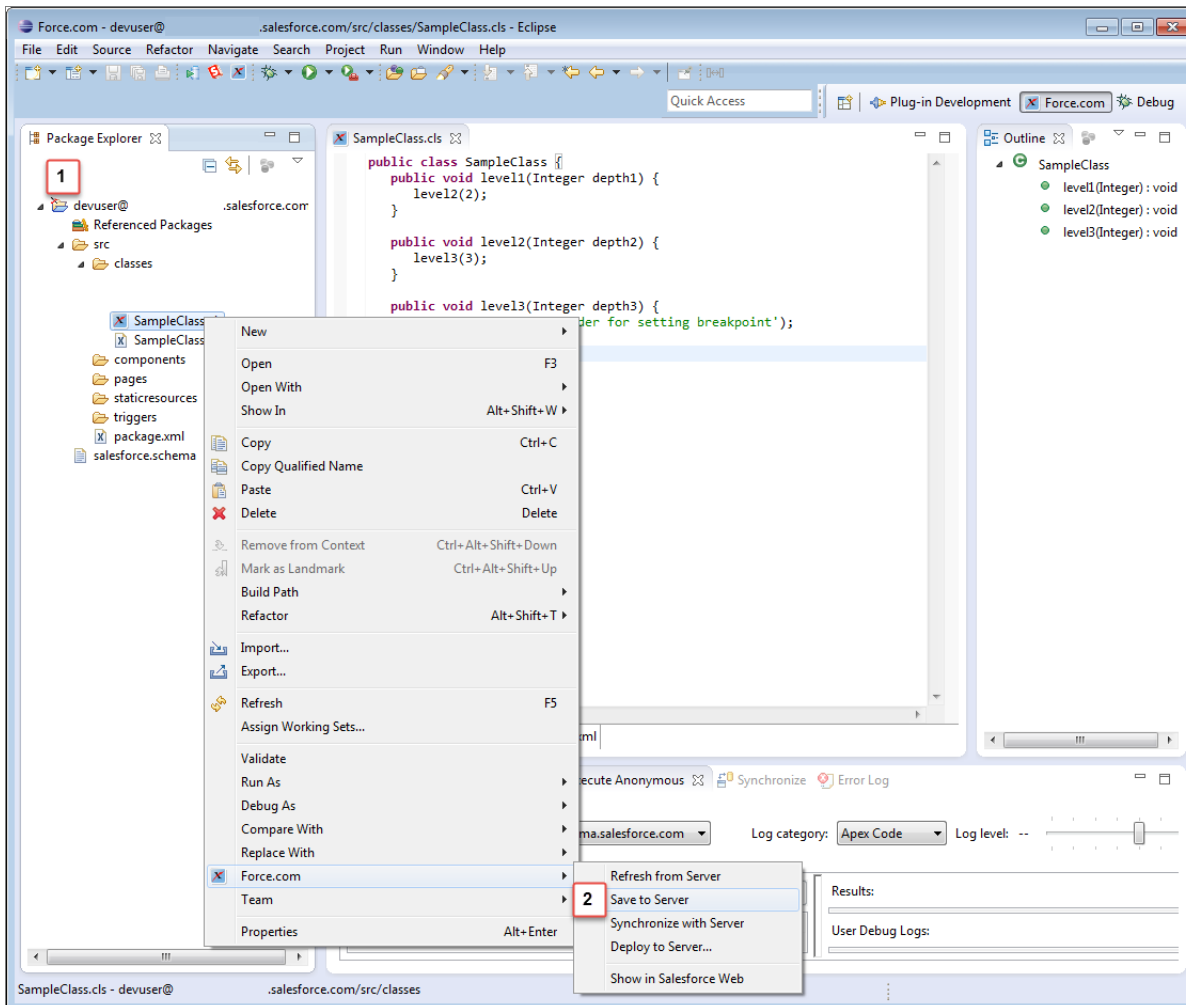 Force.com - devuser@ .salesforce.com/src/classes/SampleClass.cls - Eclipse
File Edit Source Refactor Navigate Search Project Run Window Help
Quick Access
Plug-in Development Force.com Debug
Package Explorer
1
devuser@ .salesforce.com
Referenced Packages
src
classes
SampleClass
SampleClass
components
pages
staticresources
triggers
package.xml
salesforce.schema
SampleClass.cls
public class SampleClass {
public void level1(Integer depth1) {
level2(2);
}
public void level2(Integer depth2) {
level3(3);
}
public void level3(Integer depth3) {
der for setting breakpoint');
xml
Outline
SampleClass
level1(Integer) : void
level2(Integer) : void
level3(Integer) : void
New
Open F3
Open With
Show In Alt+Shift+W
Copy Ctrl+C
Copy Qualified Name
Paste Ctrl+V
Delete Delete
Remove from Context Ctrl+Alt+Shift+Down
Mark as Landmark Ctrl+Alt+Shift+Up
Build Path
Refactor Alt+Shift+T
Import...
Export...
Refresh F5
Assign Working Sets...
Validate
Run As
Debug As
Compare With
Replace With
Force.com
Team
Properties Alt+Enter
ecute Anonymous Synchronize Error Log
ma.salesforce.com Log category: Apex Code Log level: --
2
Refresh from Server
Save to Server
Synchronize with Server
Deploy to Server...
Show in Salesforce Web
Results:
User Debug Logs:
SampleClass.cls - devuser@ .salesforce.com/src/classes